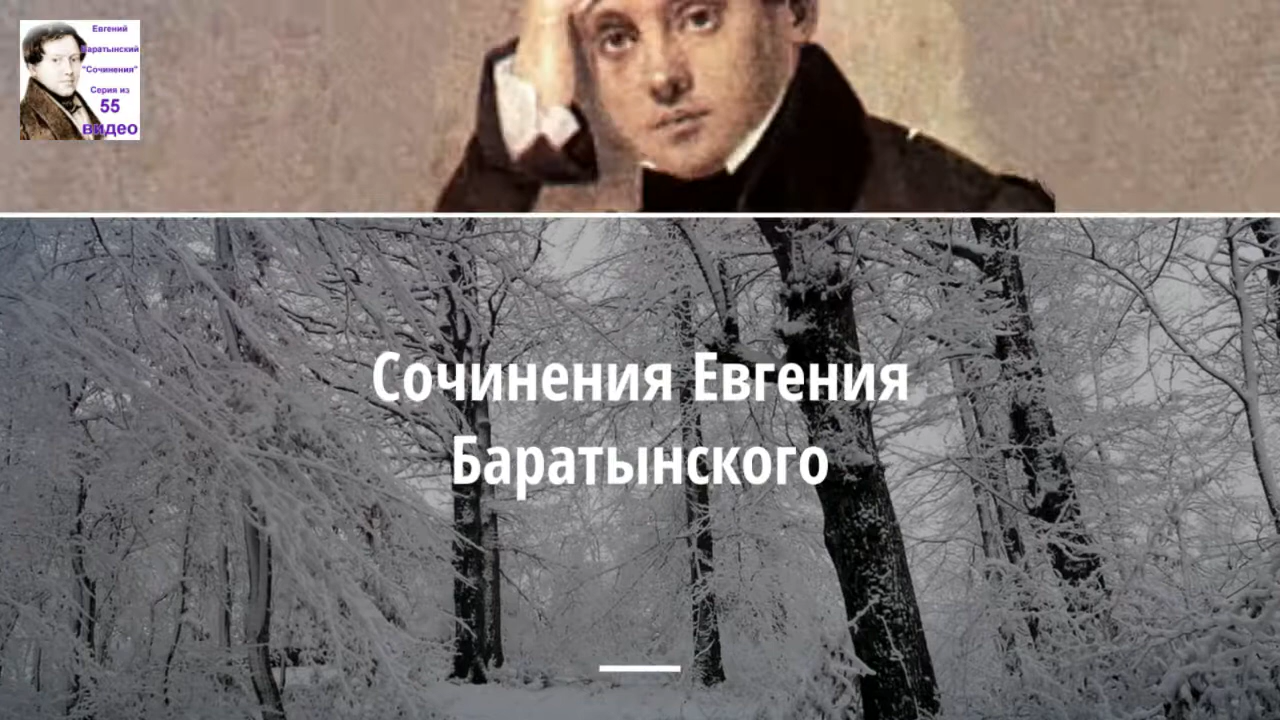 Евгений
Баратынский
"Сочинения"
Серия из
55
видео
Сочинения Евгения
Баратынского